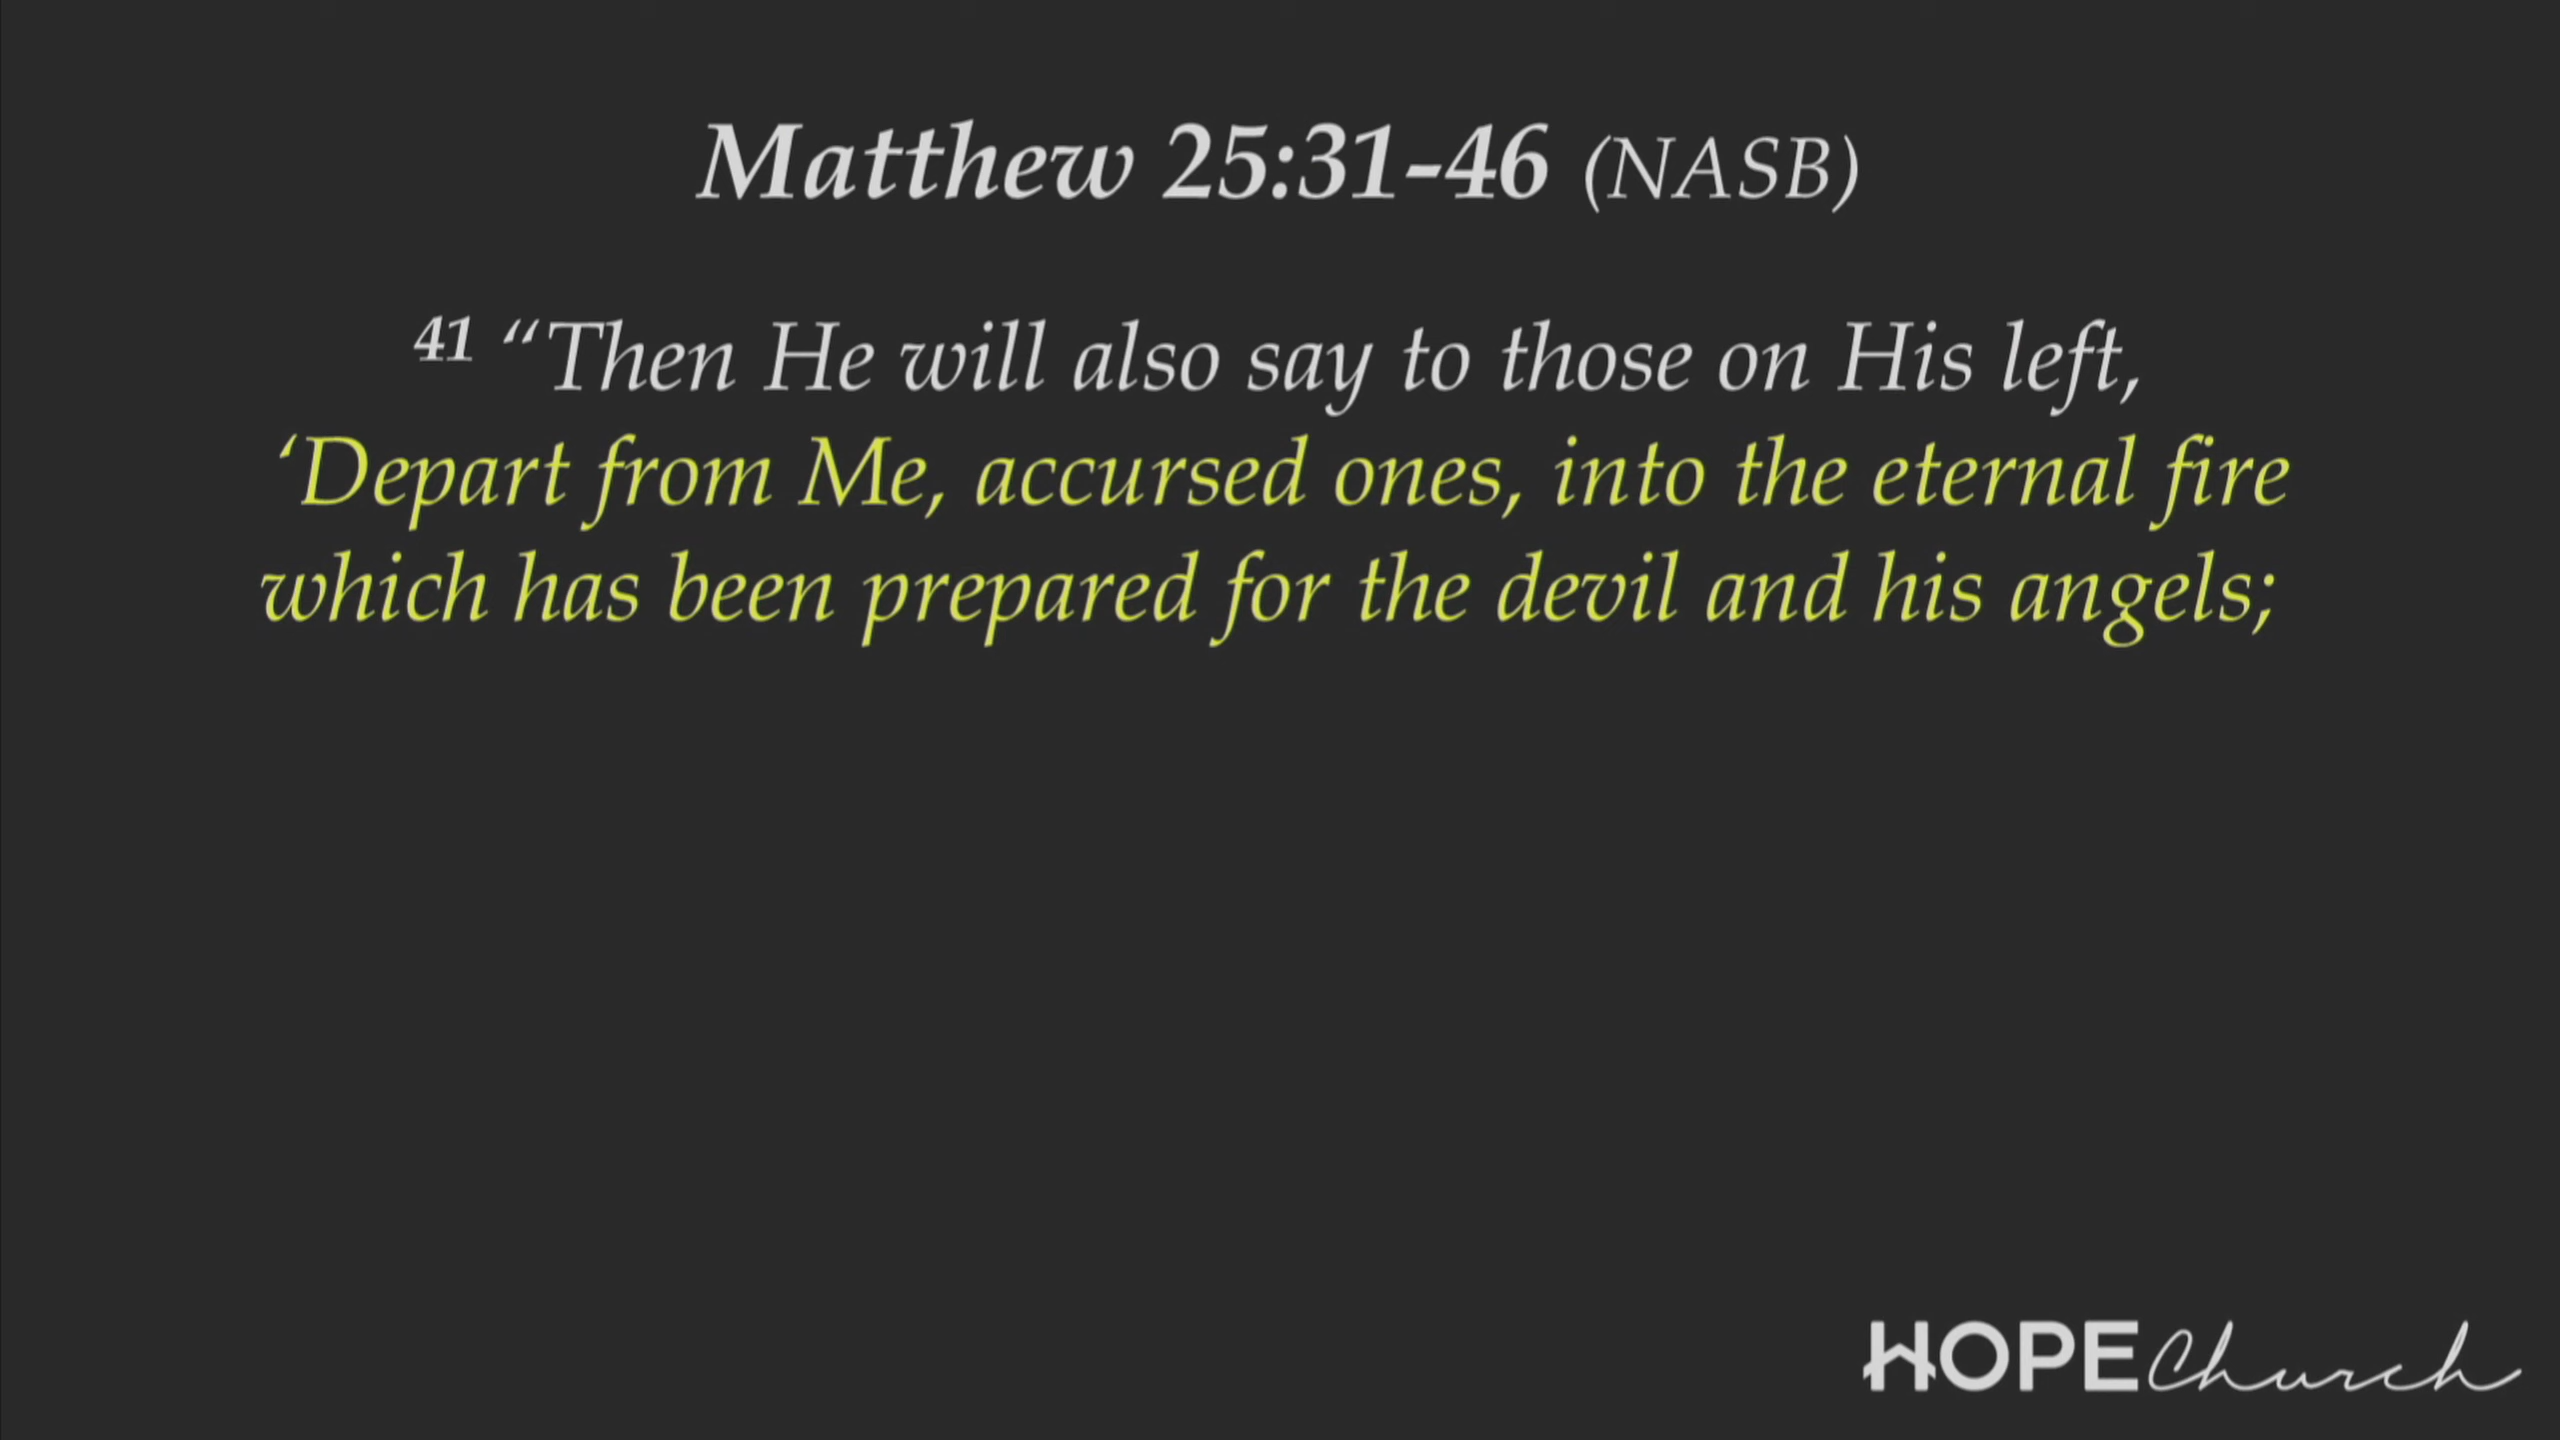 Matthew 25:31-46 (NASB)
41 “Then He will also say to those on His left,
‘Depart from Me, accursed ones, into the eternal fire
which has been prepared for the devil and his angels;
HOPE Church